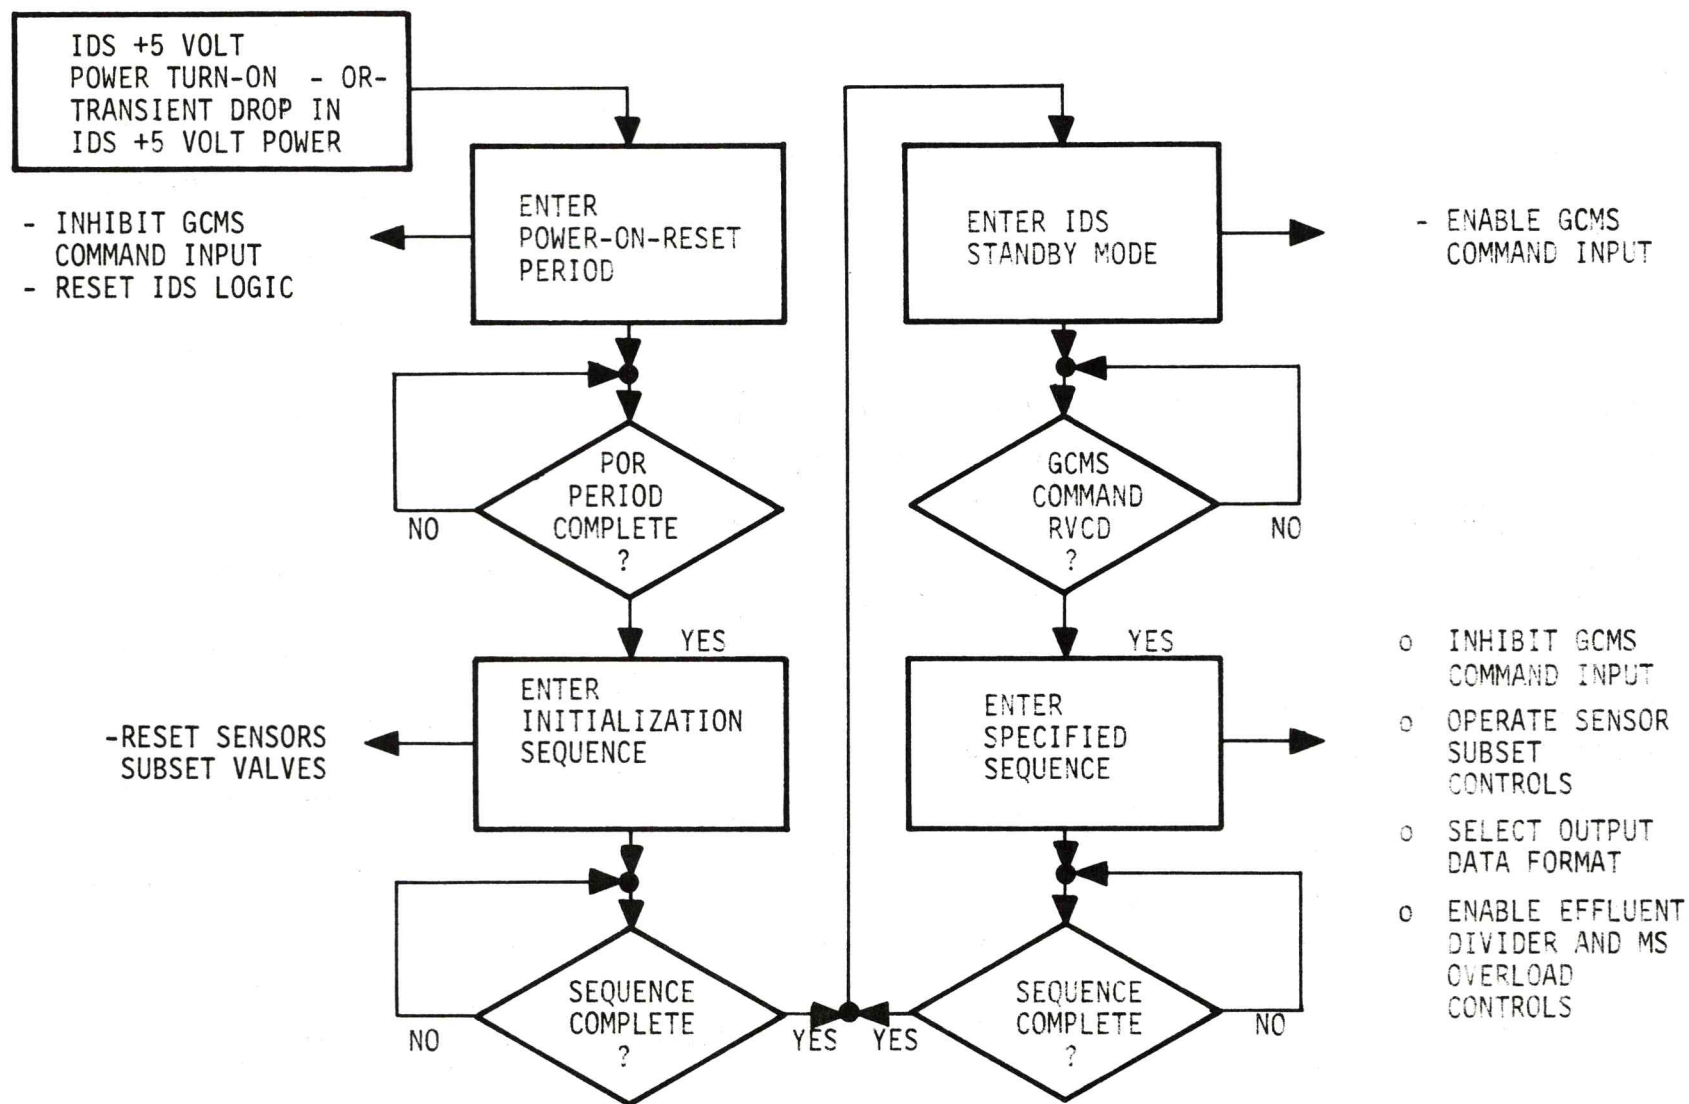 IDS +5 VOLT
POWER TURN-ON - OR-
TRANSIENT DROP IN
IDS +5 VOLT POWER
- INHIBIT GCMS
COMMAND INPUT
- RESET IDS LOGIC
ENTER
POWER-ON-RESET
PERIOD
POR
PERIOD
COMPLETE
?
NO
YES
ENTER
INITIALIZATION
SEQUENCE
-RESET SENSORS
SUBSET VALVES
SEQUENCE
COMPLETE
?
NO
YES
ENTER IDS
STANDBY MODE
- ENABLE GCMS
COMMAND INPUT
GCMS
COMMAND
RVCD
?
NO
YES
ENTER
SPECIFIED
SEQUENCE
o INHIBIT GCMS
COMMAND INPUT
o OPERATE SENSOR
SUBSET
CONTROLS
o SELECT OUTPUT
DATA FORMAT
o ENABLE EFFLUENT
DIVIDER AND MS
OVERLOAD
CONTROLS
SEQUENCE
COMPLETE
?
YES
NO